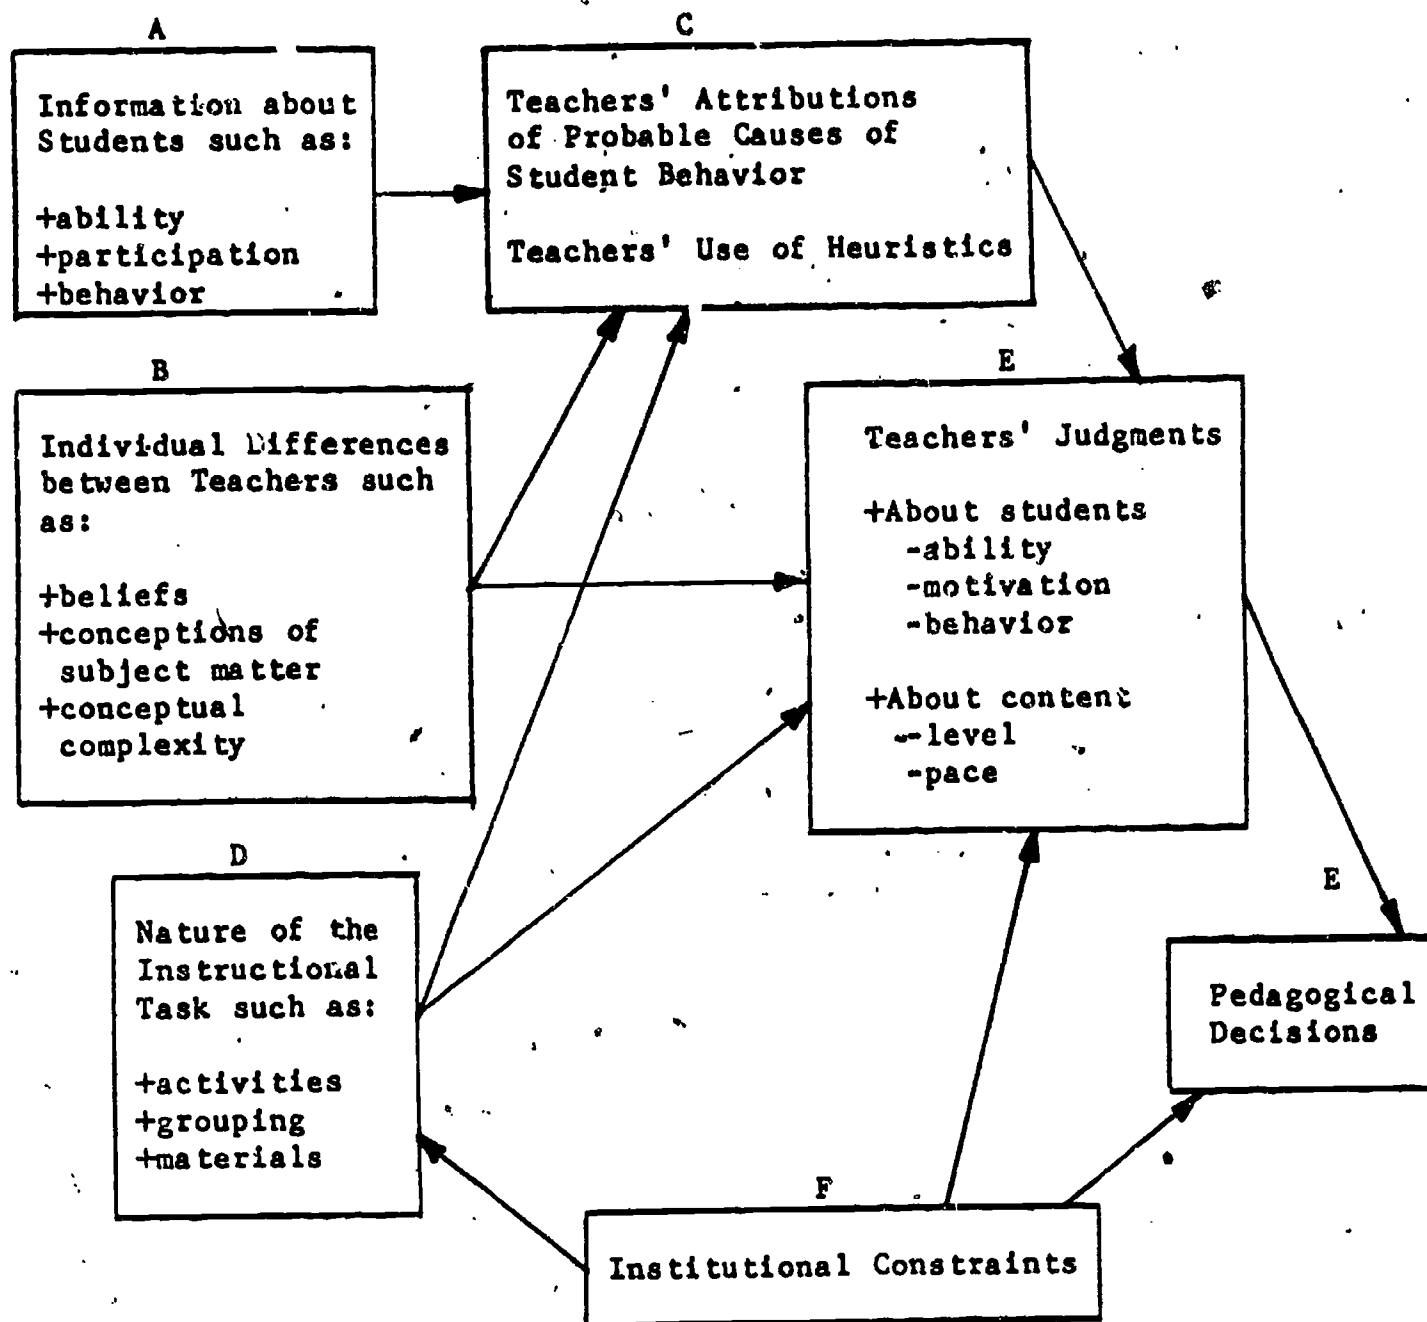 A
Information about
Students such as:
+ability
+participation
+behavior
C
Teachers' Attributions
of Probable Causes of
Student Behavior
Teachers' Use of Heuristics
B
Individual Differences
between Teachers such
as:
+beliefs
+conceptions of
subject matter
+conceptual
complexity
E
Teachers' Judgments
+About students
-ability
-motivation
-behavior
+About content
-level
-pace
D
Nature of the
Instructional
Task such as:
+activities
+grouping
+materials
E
Pedagogical
Decisions
F
Institutional Constraints